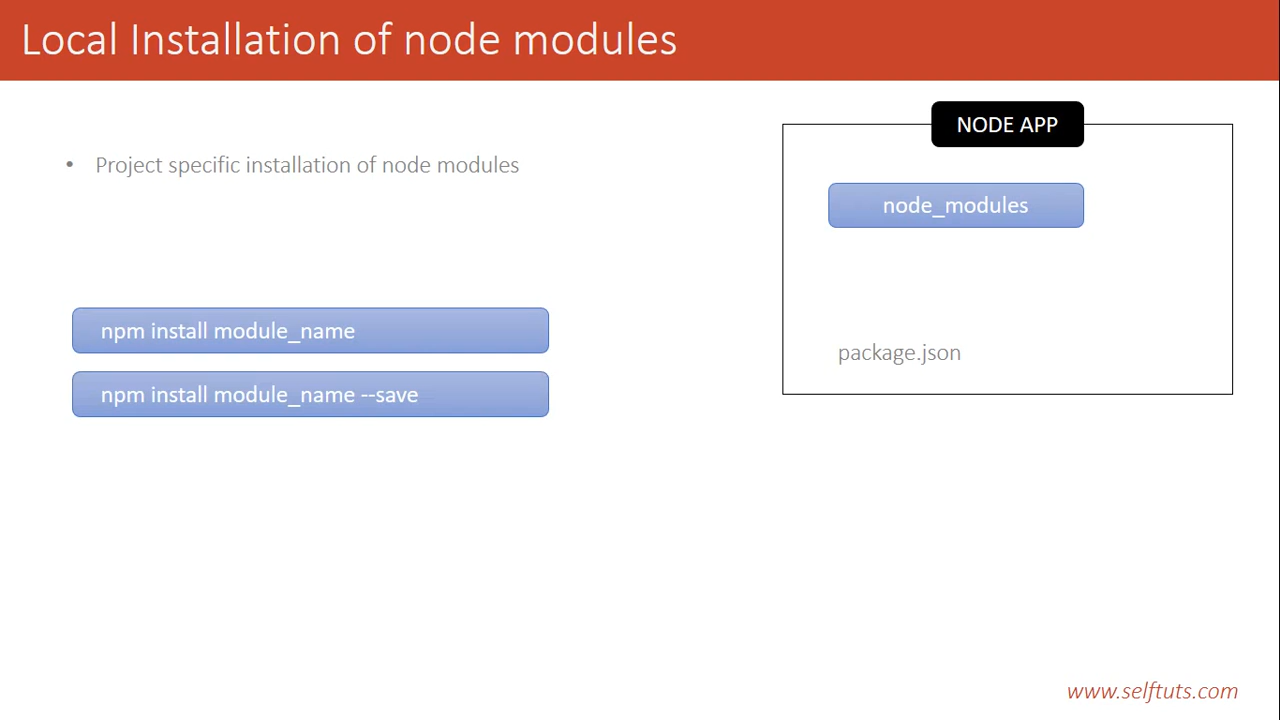 Local Installation of node modules
• Project specific installation of node modules
npm install module_name
npm install module_name --save
NODE APP
node_modules
package.json
www.selftuts.com